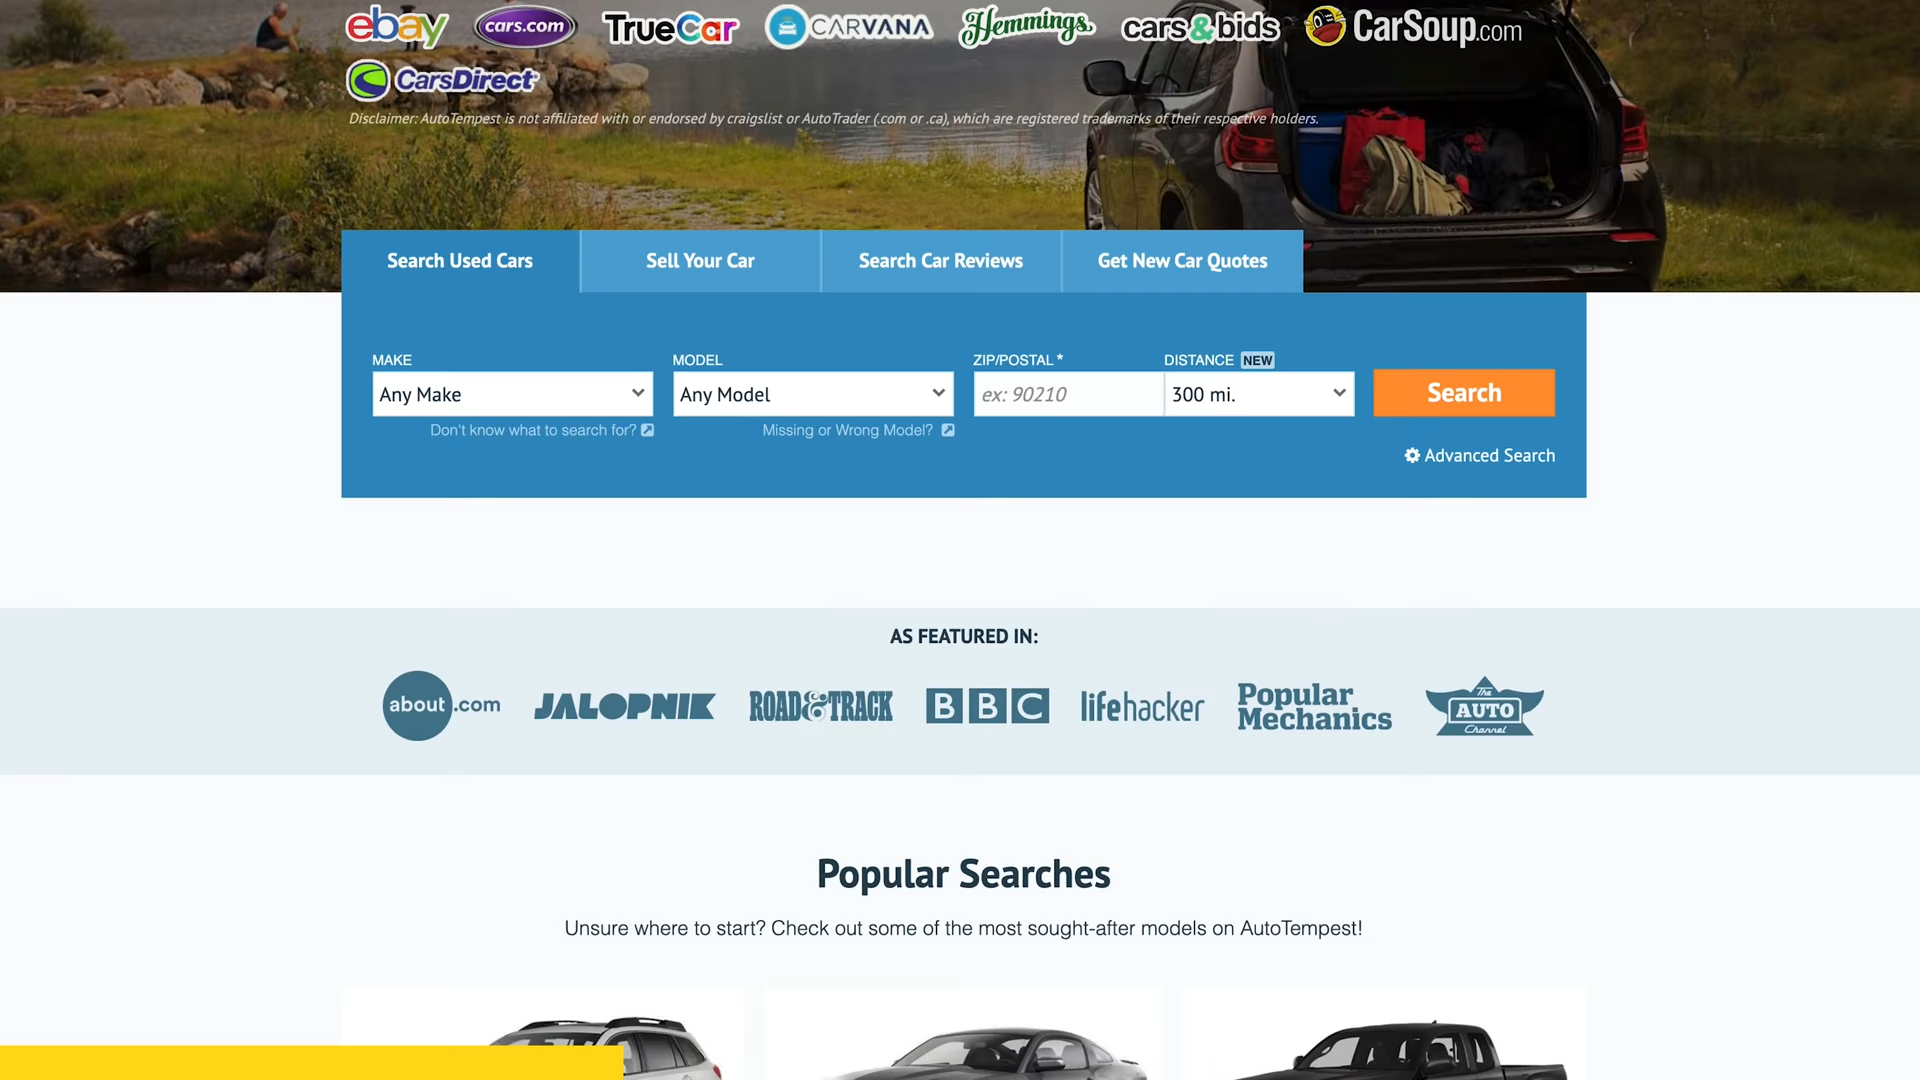 ebay cars.com TrueCar CARVANA Hemmings. cars&bids CarSoup.com
CarsDirect
Disclaimer: AutoTempest is not affiliated with or endorsed by craigslist or AutoTrader (.com or .ca), which are registered trademarks of their respective holders.
Search Used Cars Sell Your Car Search Car Reviews Get New Car Quotes
MAKE MODEL ZIP/POSTAL * DISTANCE NEW
Any Make Any Model ex: 90210 300 mi. Search
Don't know what to search for? Missing or Wrong Model?
Advanced Search
AS FEATURED IN:
about.com JALOPNIK ROAD & TRACK BBC lifehacker Popular Mechanics The AUTO Channel
Popular Searches
Unsure where to start? Check out some of the most sought-after models on AutoTempest!